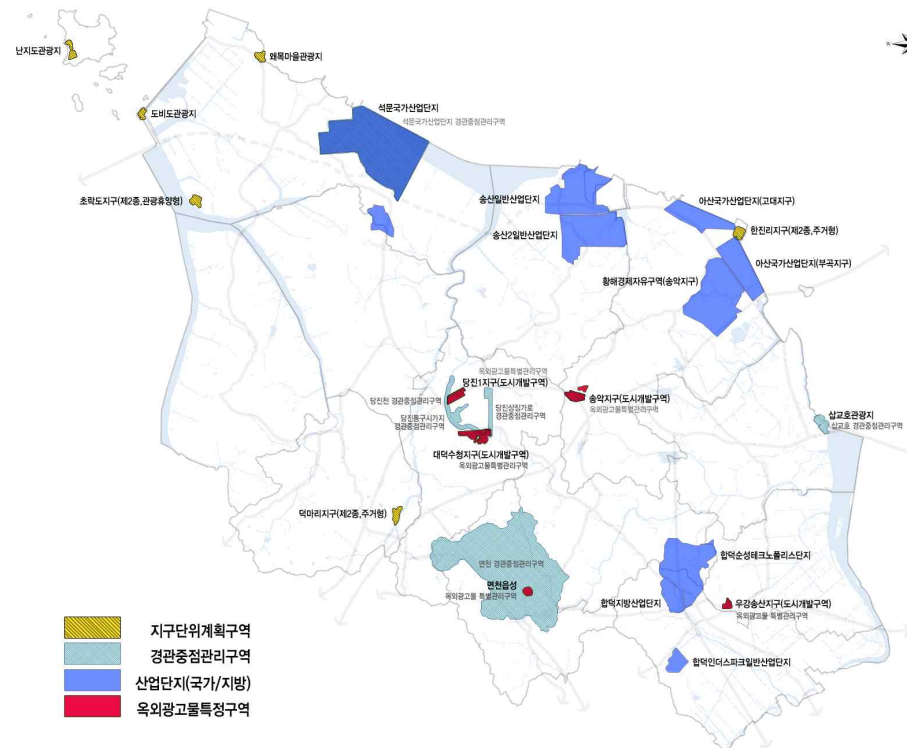 난지도관광지
왜목마을관광지
도비도관광지
석문국가산업단지
석문국가산업단지 경관중점관리구역
초락도지구(제2종,관광휴양형)
송산일반산업단지
아산국가산업단지(고대지구)
송산2일반산업단지
한진리지구(제2종,주거형)
아산국가산업단지(부곡지구)
황해경제자유구역(송악지구)
옥외광고물특별관리구역
당진1지구(도시개발구역)
당진천 경관중점관리구역
송악지구(도시개발구역)
옥외광고물특별관리구역
당진동구시가지
경관중점관리구역
당진상징가로
경관중점관리구역
삽교호관광지
삽교호 경관중점관리구역
대덕수청지구(도시개발구역)
옥외광고물특별관리구역
덕마리지구(제2종,주거형)
합덕순성테크노폴리스단지
면천 경관중점관리구역
면천읍성
옥외광고물 특별관리구역
합덕지방산업단지
우강송산지구(도시개발구역)
옥외광고물 특별관리구역
합덕인더스파크일반산업단지
지구단위계획구역
경관중점관리구역
산업단지(국가/지방)
옥외광고물특정구역
W